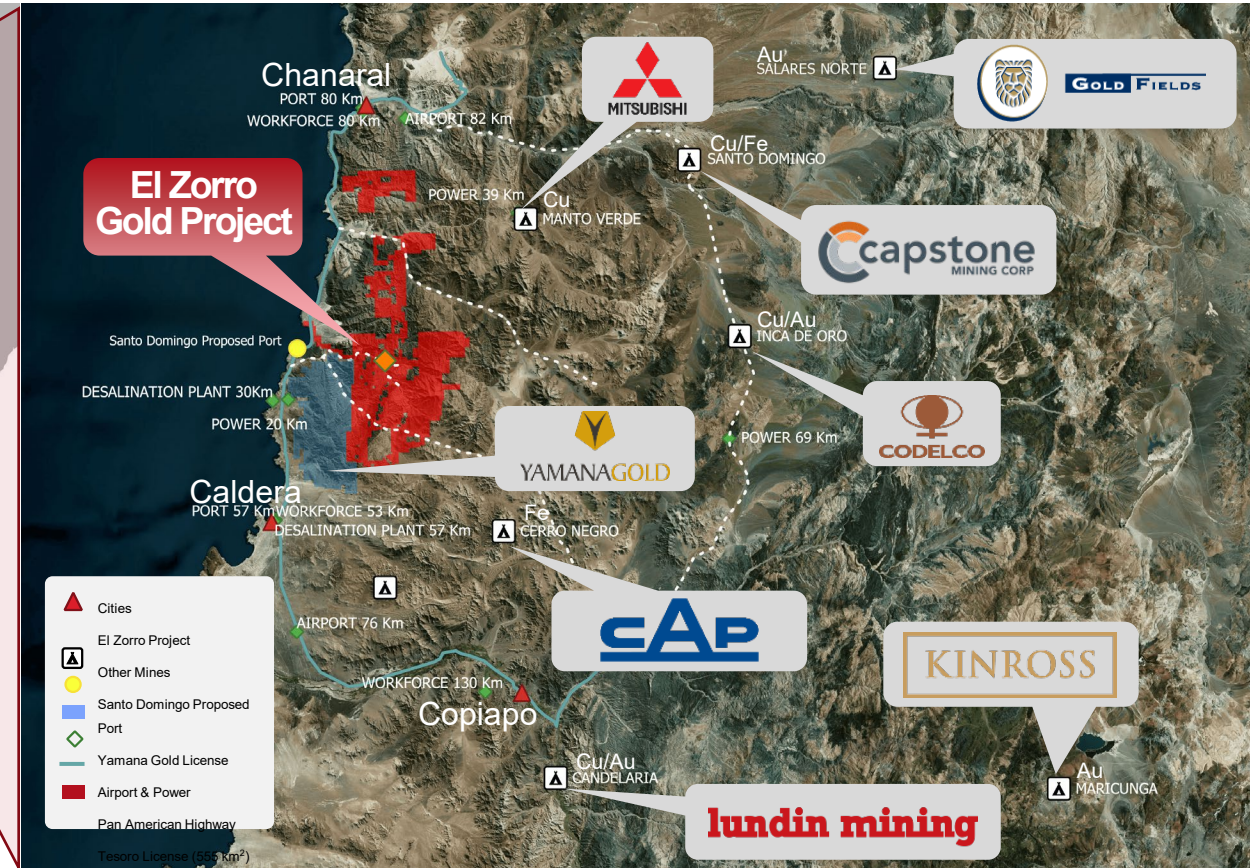 Chanaral
PORT 80 Km
WORKFORCE 80 Km
AIRPORT 82 Km
MITSUBISHI
Au
SALARES NORTE
GOLD FIELDS
El Zorro
Gold Project
POWER 39 Km
Cu
MANTO VERDE
Cu/Fe
SANTO DOMINGO
capstone
MINING CORP
Santo Domingo Proposed Port
Cu/Au
INCA DE ORO
DESALINATION PLANT 30Km
POWER 20 Km
CODELCO
YAMANAGOLD
POWER 69 Km
Caldera
PORT 57 Km
WORKFORCE 53 Km
DESALINATION PLANT 57 Km
Fe
CERRO NEGRO
CAP
AIRPORT 76 Km
WORKFORCE 130 Km
Copiapo
KINROSS
Au
MARICUNGA
Cu/Au
CANDELARIA
lundin mining
Cities
El Zorro Project
Other Mines
Santo Domingo Proposed
Port
Yamana Gold License
Airport & Power
Pan American Highway
Tesoro License (555 km²)